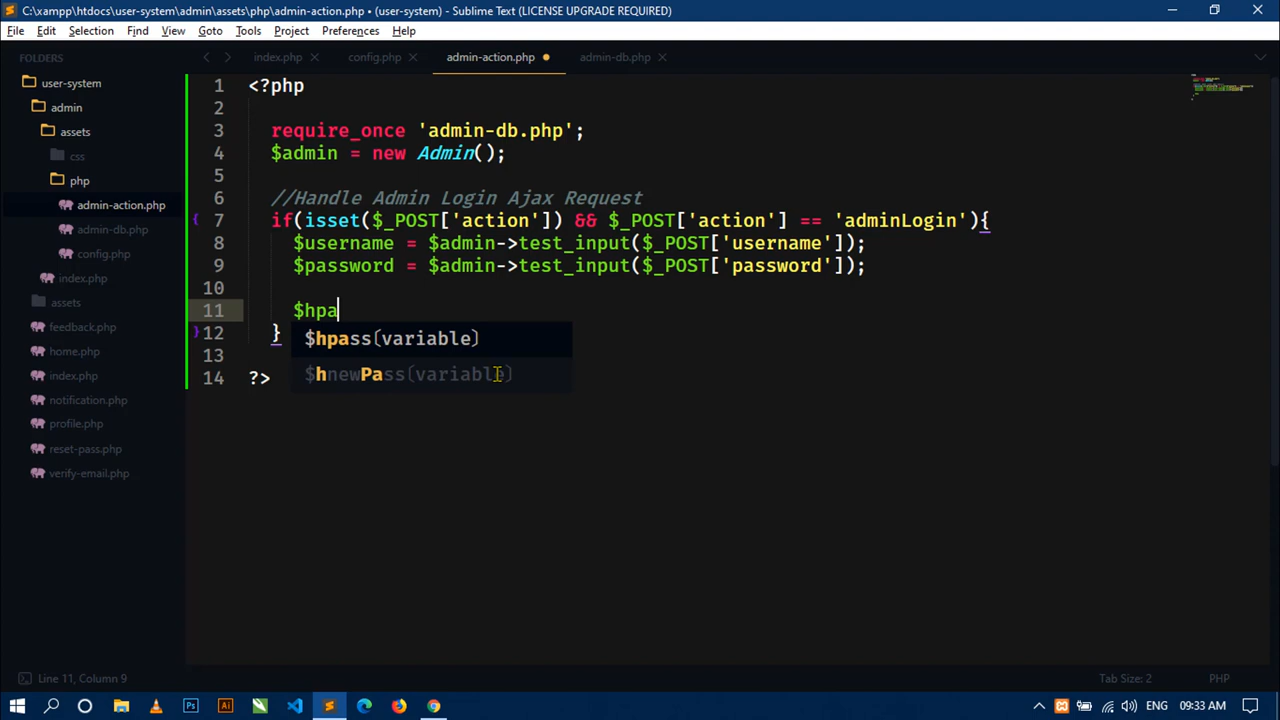 C:\xampp\htdocs\user-system\admin\assets\php\admin-action.php • (user-system) - Sublime Text (LICENSE UPGRADE REQUIRED)
File Edit Selection Find View Goto Tools Project Preferences Help
FOLDERS
index.php config.php admin-action.php admin-db.php
user-system
admin
assets
css
php
admin-action.php
admin-db.php
config.php
index.php
assets
feedback.php
home.php
index.php
notification.php
profile.php
reset-pass.php
verify-email.php
1 <?php
2
3 require_once 'admin-db.php';
4 $admin = new Admin();
5
6 //Handle Admin Login Ajax Request
7 if(isset($_POST['action']) && $_POST['action'] == 'adminLogin'){
8 $username = $admin->test_input($_POST['username']);
9 $password = $admin->test_input($_POST['password']);
10
11 $hpa
12 }
$hpass(variable)
13
$hnewPass(variable)
14 ?>
Line 11, Column 9 Tab Size: 2 PHP
Ps Ai ENG 09:33 AM